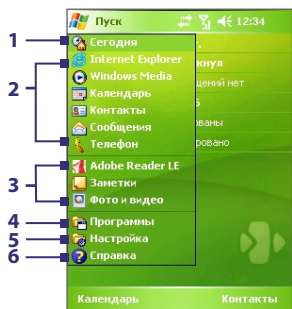 Пуск 12:34
1 Сегодня
2 Internet Explorer
Windows Media
Календарь
Контакты
Сообщения
Телефон
3 Adobe Reader LE
Заметки
Фото и видео
4 Программы
5 Настройка
6 Справка
Календарь Контакты